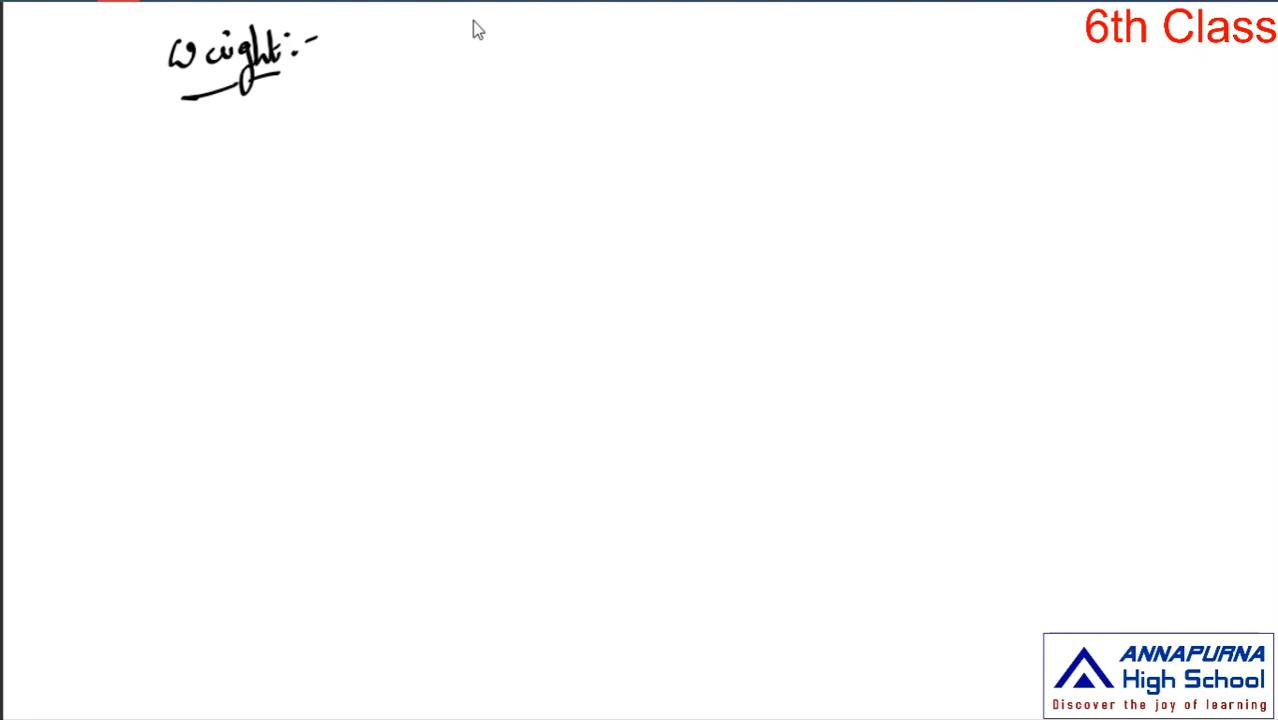 6th Class
Weight:-
ANNAPURNA
High School
Discover the joy of learning